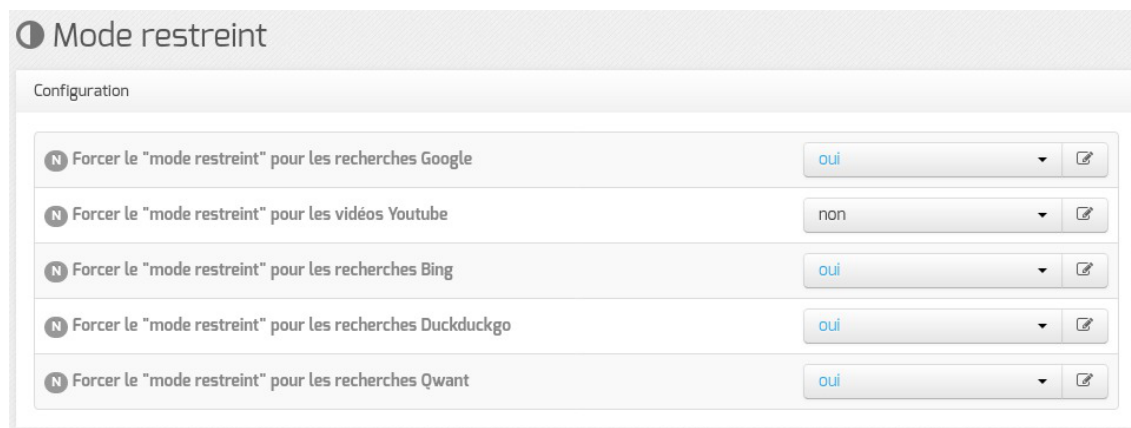 Mode restreint
Configuration
N Forcer le "mode restreint" pour les recherches Google oui
N Forcer le "mode restreint" pour les vidéos Youtube non
N Forcer le "mode restreint" pour les recherches Bing oui
N Forcer le "mode restreint" pour les recherches Duckduckgo oui
N Forcer le "mode restreint" pour les recherches Qwant oui